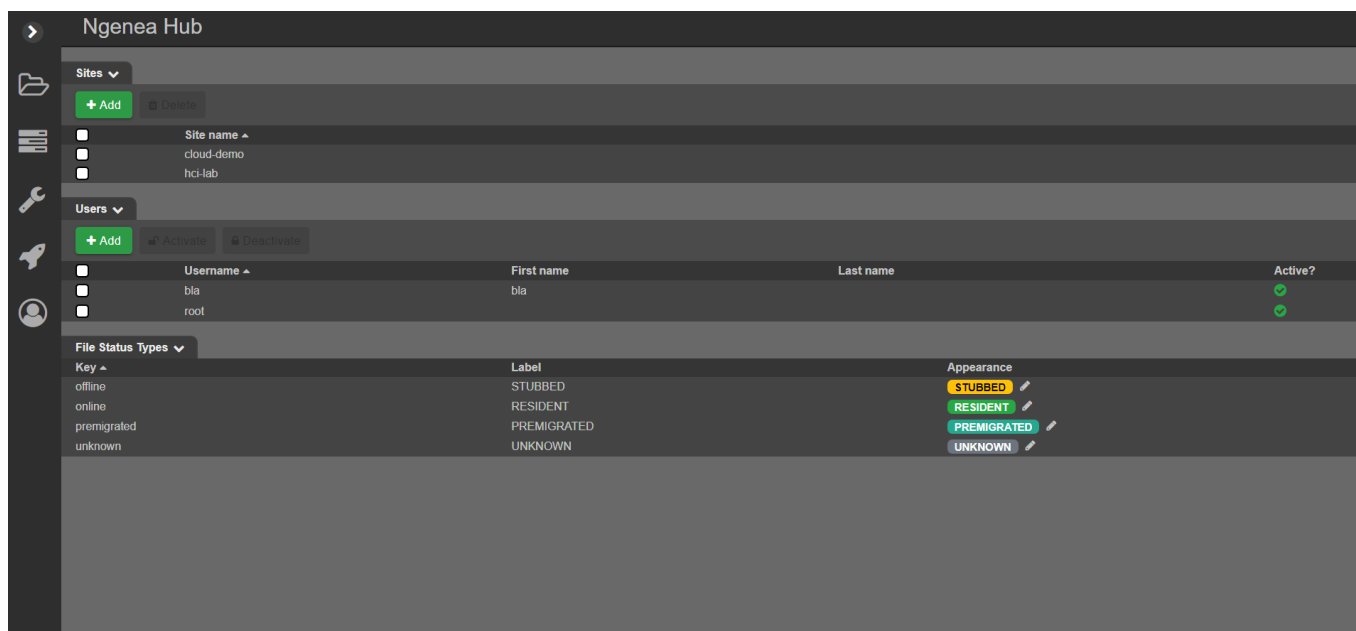 Ngenea Hub
Sites
+ Add Delete
Site name
cloud-demo
hci-lab
Users
+ Add Activate Deactivate
Username First name Last name Active?
bla bla
root
File Status Types
Key Label Appearance
offline STUBBED STUBBED
online RESIDENT RESIDENT
premigrated PREMIGRATED PREMIGRATED
unknown UNKNOWN UNKNOWN